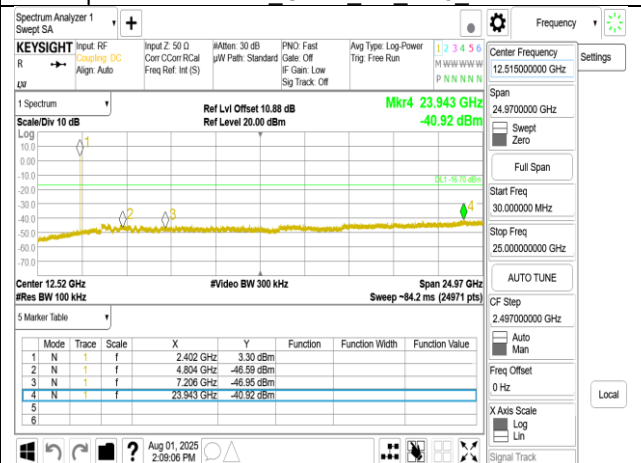 Spectrum Analyzer 1
Swept SA
Frequency
KEYSIGHT
R
Input: RF
Coupling: DC
Align: Auto
Input Z: 50 Ω
Corr CCorr RCal
Freq Ref: Int (S)
#Atten: 30 dB
µW Path: Standard
PNO: Fast
Gate: Off
IF Gain: Low
Sig Track: Off
Avg Type: Log-Power
Trig: Free Run
1 2 3 4 5 6
M W W W W W
P N N N N N
Center Frequency
12.515000000 GHz
Settings
1 Spectrum
Scale/Div 10 dB
Ref Lvl Offset 10.88 dB
Ref Level 20.00 dBm
Mkr4 23.943 GHz
-40.92 dBm
Span
24.9700000 GHz
Swept
Zero
Full Span
Start Freq
30.000000 MHz
Stop Freq
25.000000000 GHz
AUTO TUNE
CF Step
2.497000000 GHz
Auto
Man
Freq Offset
0 Hz
X Axis Scale
Log
Lin
Signal Track
Local
Log
10.0
0.00
-10.0
-20.0
-30.0
-40.0
-50.0
-60.0
-70.0
1
2
3
4
DL1 -16.70 dBm
Center 12.52 GHz
#Res BW 100 kHz
#Video BW 300 kHz
Span 24.97 GHz
Sweep ~84.2 ms (24971 pts)
5 Marker Table
Mode Trace Scale X Y Function Function Width Function Value
1 N 1 f 2.402 GHz 3.30 dBm
2 N 1 f 4.804 GHz -46.59 dBm
3 N 1 f 7.206 GHz -46.95 dBm
4 N 1 f 23.943 GHz -40.92 dBm
5
6
?
Aug 01, 2025
2:09:06 PM